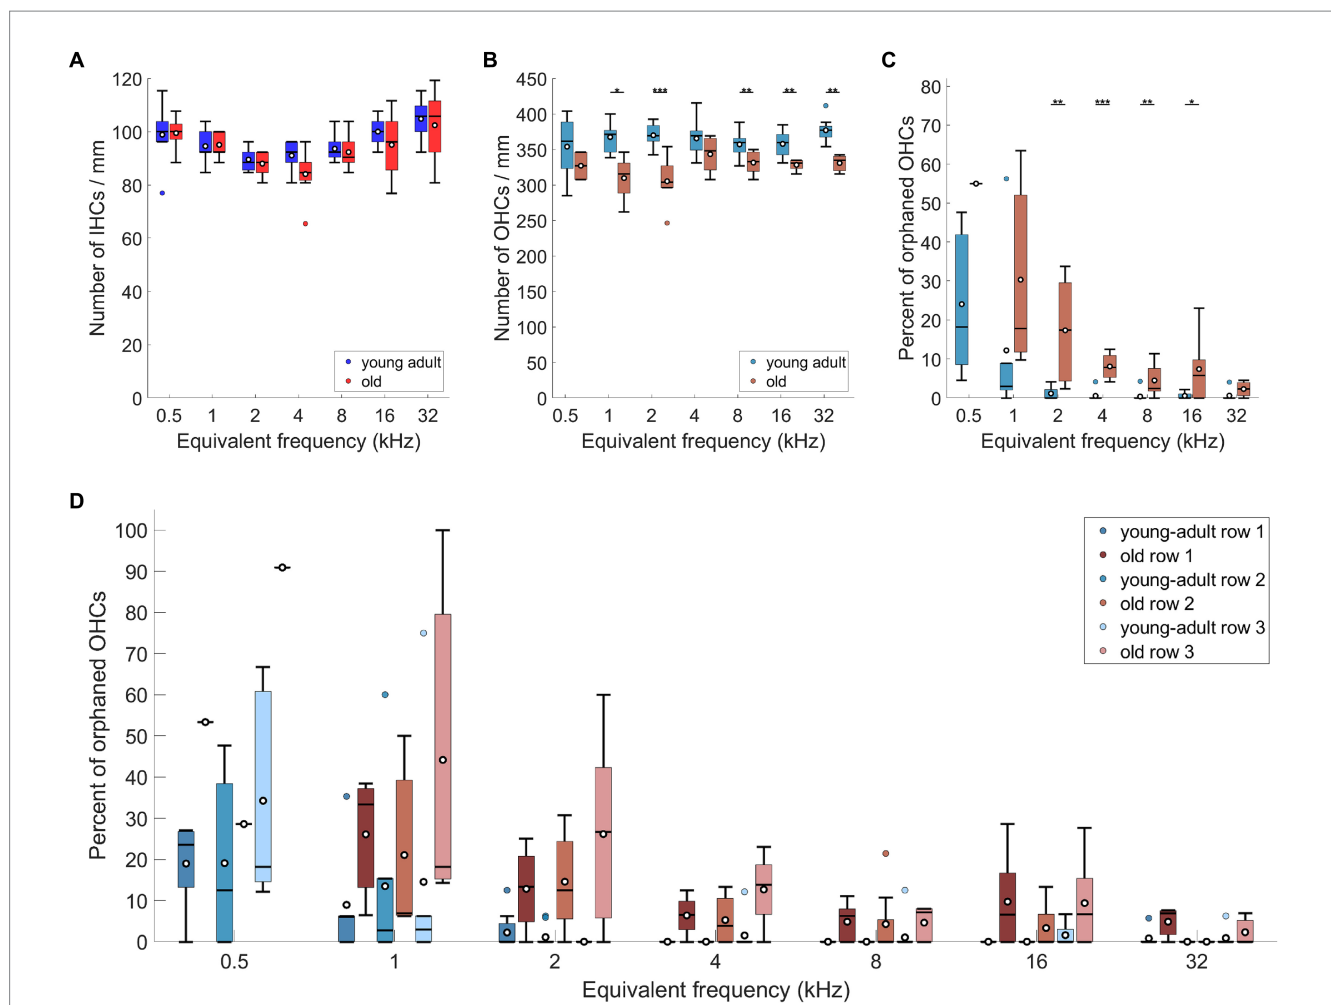 A
Number of IHCs / mm
120
100
80
60
40
20
0
young adult
old
0.5 1 2 4 8 16 32
Equivalent frequency (kHz)
B
Number of OHCs / mm
450
400
350
300
250
200
150
100
50
0
* *** ** ** **
young adult
old
0.5 1 2 4 8 16 32
Equivalent frequency (kHz)
C
Percent of orphaned OHCs
80
70
60
50
40
30
20
10
0
** *** ** *
0.5 1 2 4 8 16 32
Equivalent frequency (kHz)
D
Percent of orphaned OHCs
100
90
80
70
60
50
40
30
20
10
0
young-adult row 1
old row 1
young-adult row 2
old row 2
young-adult row 3
old row 3
0.5 1 2 4 8 16 32
Equivalent frequency (kHz)